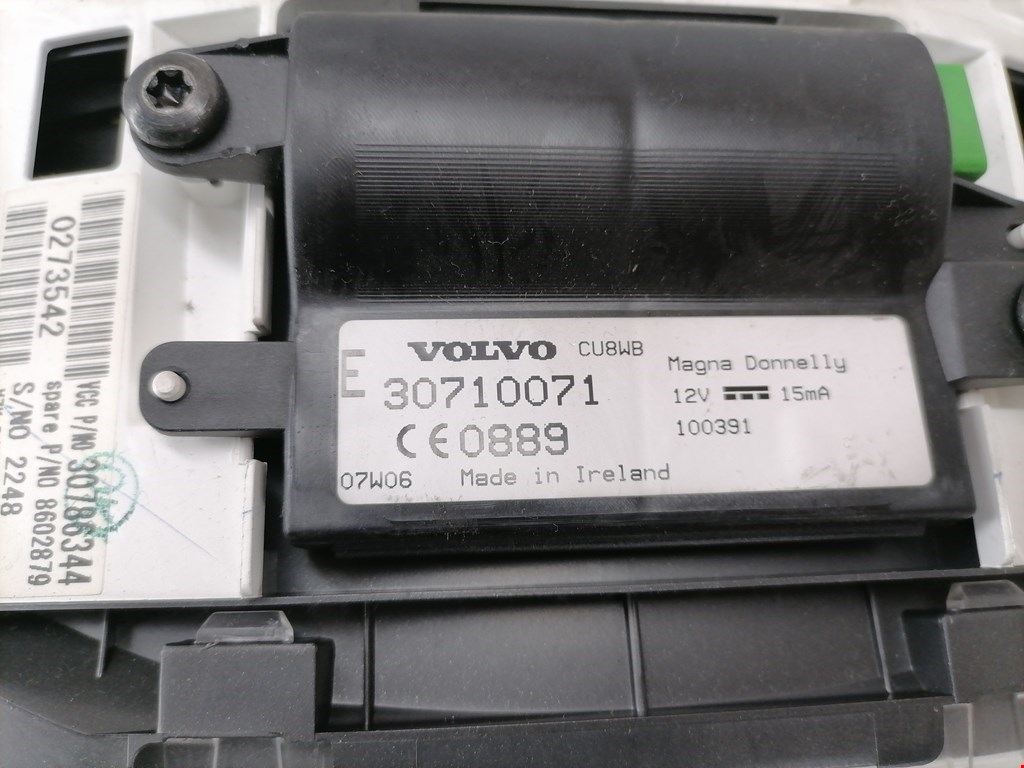 VOLVO CU8WB
E 30710071
CE0889
07W06 Made in Ireland
Magna Donnelly
12V 15mA
100391
0273542
VCC P/NO 30786344
spare P/NO 8602879
S/NO 2248